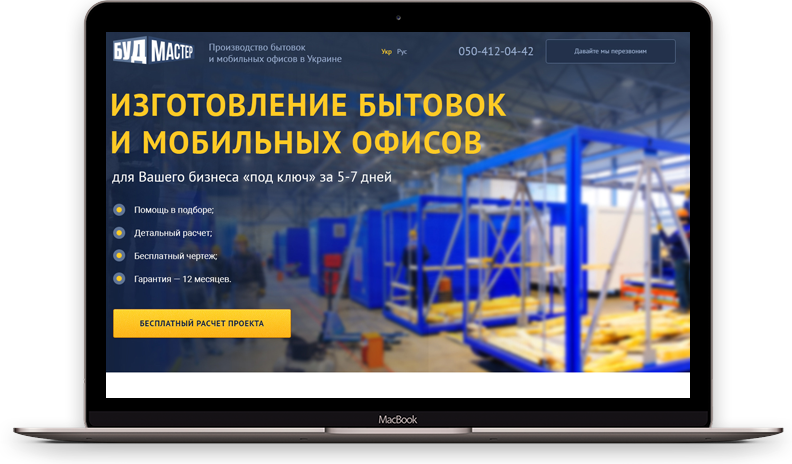 БУД МАСТЕР
Производство бытовок
и мобильных офисов в Украине
Укр Рус
050-412-04-42
Давайте мы перезвоним
ИЗГОТОВЛЕНИЕ БЫТОВОК
И МОБИЛЬНЫХ ОФИСОВ
для Вашего бизнеса «под ключ» за 5-7 дней
Помощь в подборе;
Детальный расчет;
Бесплатный чертеж;
Гарантия — 12 месяцев.
БЕСПЛАТНЫЙ РАСЧЕТ ПРОЕКТА
MacBook